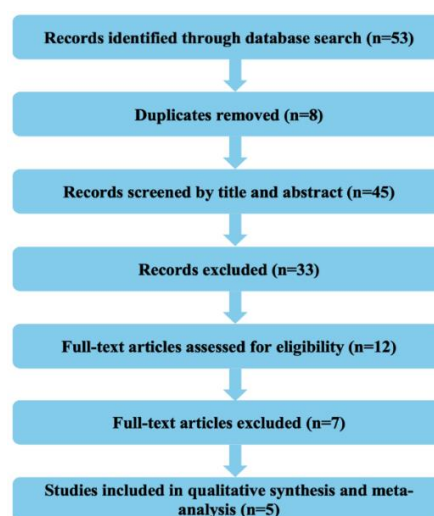 Records identified through database search (n=53)
Duplicates removed (n=8)
Records screened by title and abstract (n=45)
Records excluded (n=33)
Full-text articles assessed for eligibility (n=12)
Full-text articles excluded (n=7)
Studies included in qualitative synthesis and meta-
analysis (n=5)